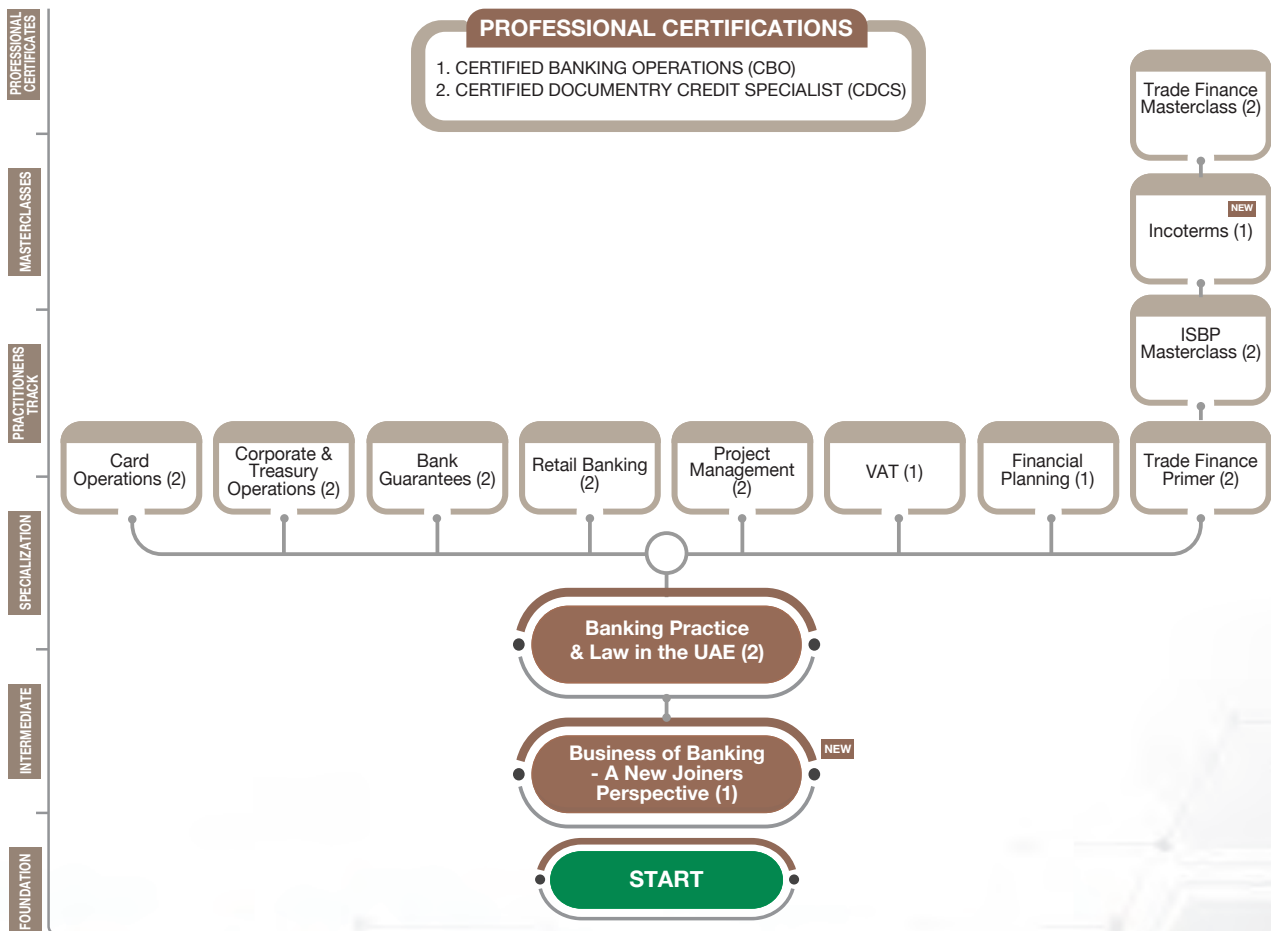 PROFESSIONAL
CERTIFICATES
PROFESSIONAL CERTIFICATIONS
1. CERTIFIED BANKING OPERATIONS (CBO)
2. CERTIFIED DOCUMENTRY CREDIT SPECIALIST (CDCS)
Trade Finance
Masterclass (2)
MASTERCLASSES
NEW
Incoterms (1)
ISBP
Masterclass (2)
PRACTITIONERS
TRACK
Card
Operations (2)
Corporate &
Treasury
Operations (2)
Bank
Guarantees (2)
Retail Banking
(2)
Project
Management
(2)
VAT (1)
Financial
Planning (1)
Trade Finance
Primer (2)
SPECIALIZATION
Banking Practice
& Law in the UAE (2)
INTERMEDIATE
Business of Banking
- A New Joiners
Perspective (1)
NEW
FOUNDATION
START